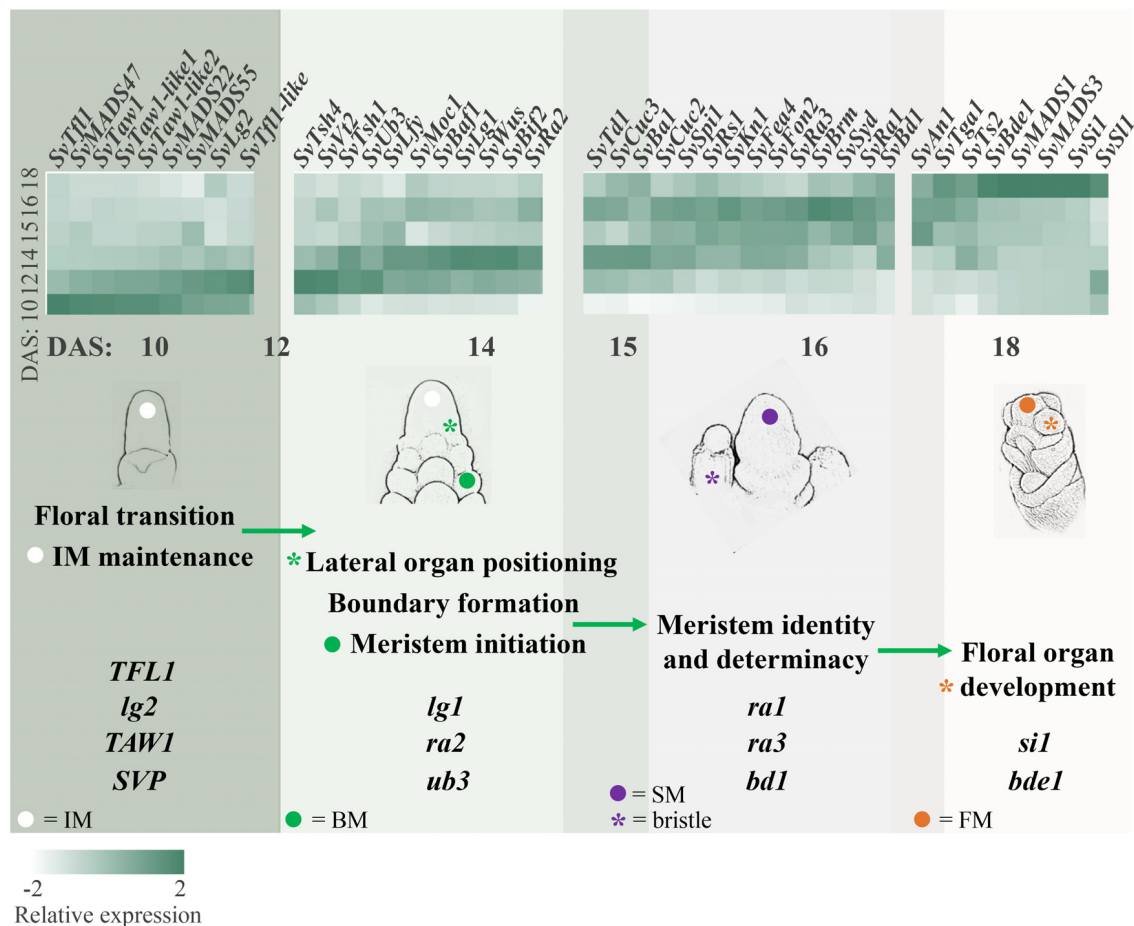 SvTfl1
SvMADS47
SvTaw1
SvTaw1-like1
SvTaw1-like2
SvMADS22
SvMADS55
SvLg2
SvTfl1-like
SvTsh4
SvVt2
SvTsh1
SvUb3
SvLfy
SvMoc1
SvBaf1
SvLg1
SvWus
SvBif2
SvRa2
SvTd1
SvCuc3
SvBa1
SvCuc2
SvSpi1
SvRs1
SvKn1
SvFea4
SvFon2
SvRa3
SvBrm
SvSyd
SvRa1
SvBd1
SvAn1
SvTga1
SvTs2
SvBde1
SvMADS1
SvMADS3
SvSi1
SvSl1
DAS: 10 12 14 15 16 18
DAS: 10 12 14 15 16 18
Floral transition
IM maintenance
* Lateral organ positioning
Boundary formation
Meristem initiation
Meristem identity
and determinacy
Floral organ
* development
TFL1
lg2
TAW1
SVP
lg1
ra2
ub3
ra1
ra3
bd1
si1
bde1
= IM
= BM
= SM
* = bristle
= FM
-2 2
Relative expression